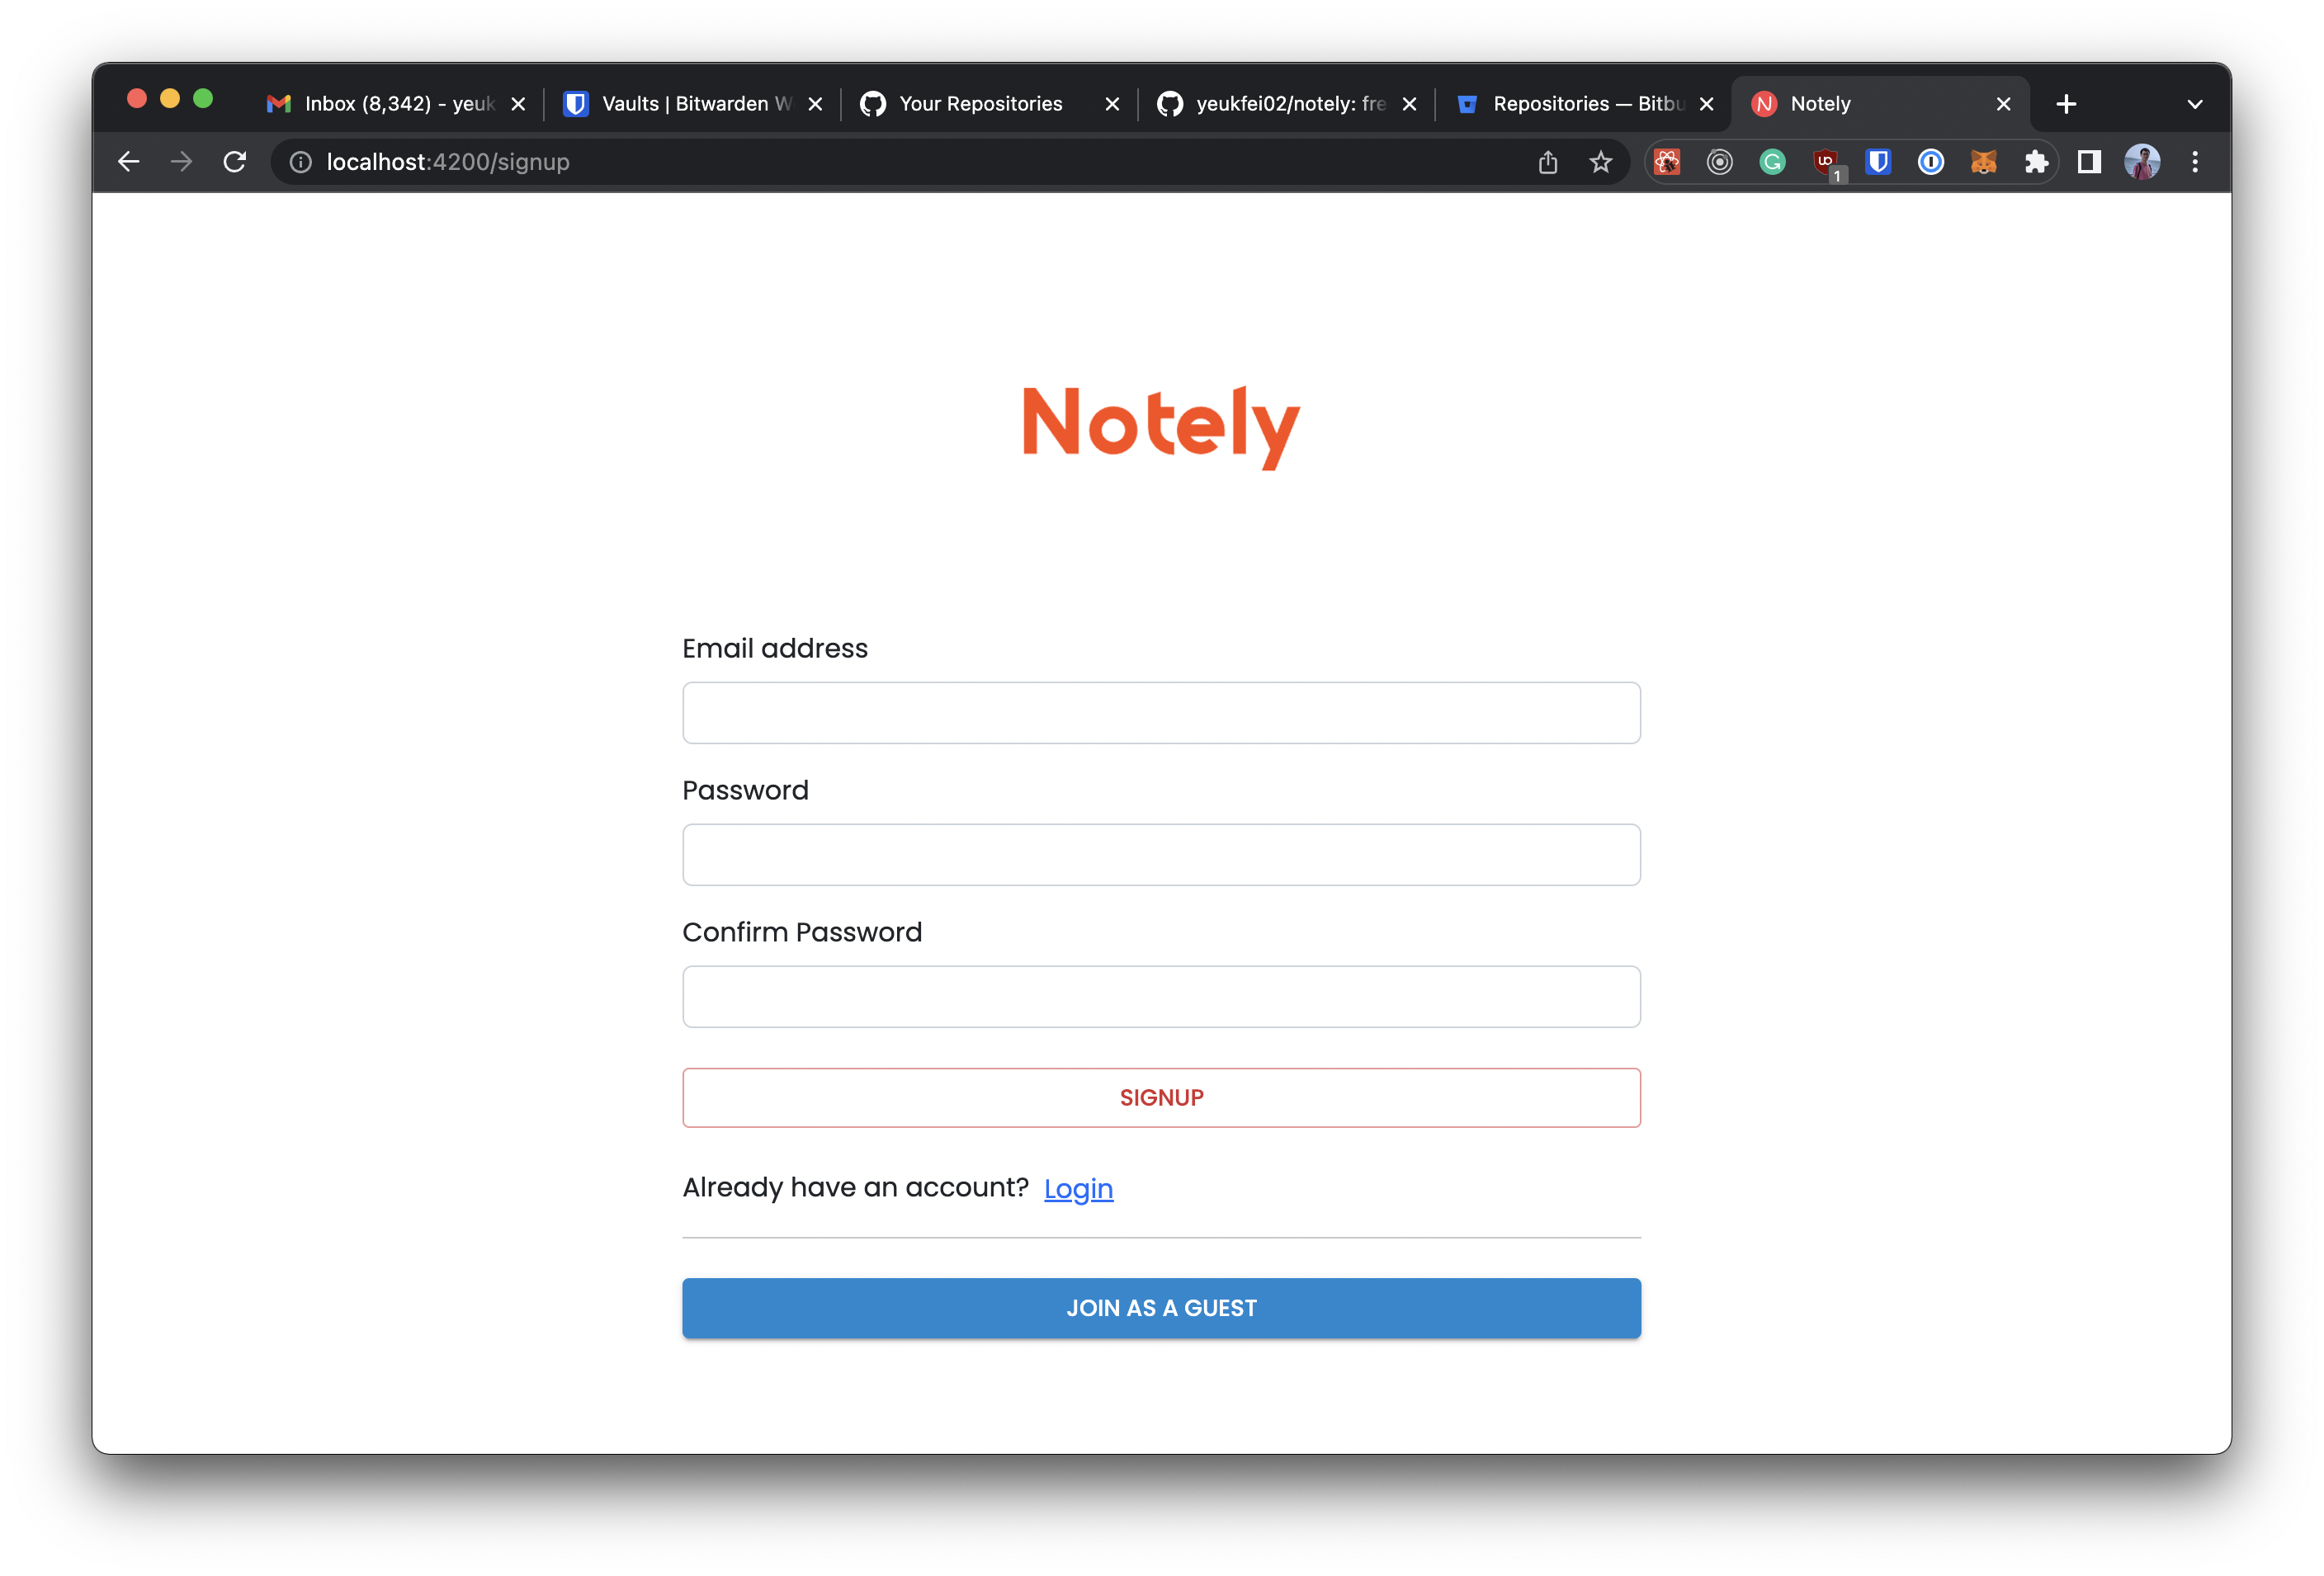 Inbox (8,342) - yeuk
Vaults | Bitwarden W
Your Repositories
yeukfei02/notely: fre
Repositories — Bitbu
Notely
localhost:4200/signup
1
Notely
Email address
Password
Confirm Password
SIGNUP
Already have an account? Login
JOIN AS A GUEST